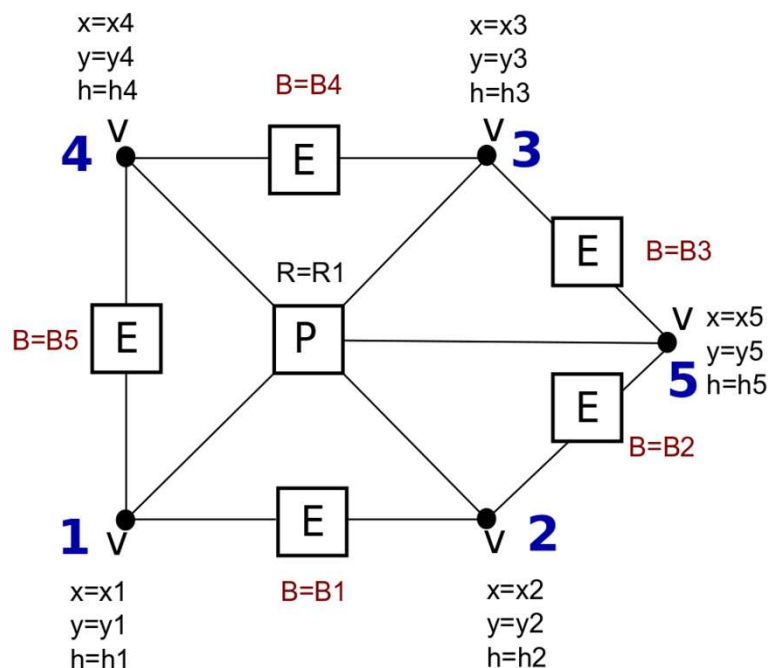 x=x4
y=y4
h=h4
V
4
B=B4
E
x=x3
y=y3
h=h3
V
3
E
B=B3
R=R1
P
B=B5
E
V
5
x=x5
y=y5
h=h5
E
B=B2
1
V
x=x1
y=y1
h=h1
E
B=B1
V
2
x=x2
y=y2
h=h2